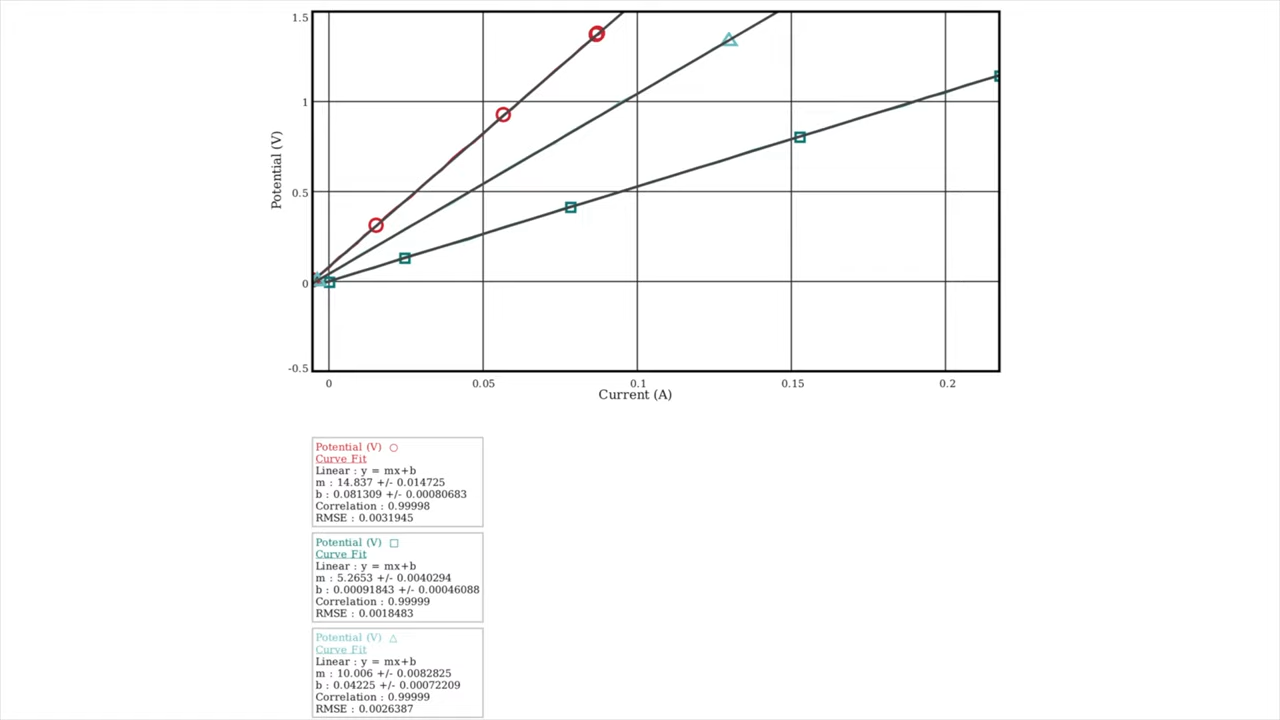 1.5
1
0.5
0
-0.5
Potential (V)
0 0.05 0.1 0.15 0.2
Current (A)
Potential (V) ○
Curve Fit
Linear : y = mx+b
m : 14.837 +/- 0.014725
b : 0.081309 +/- 0.00080683
Correlation : 0.99998
RMSE : 0.0031945
Potential (V) □
Curve Fit
Linear : y = mx+b
m : 5.2653 +/- 0.0040294
b : 0.00091843 +/- 0.00046088
Correlation : 0.99999
RMSE : 0.0018483
Potential (V) △
Curve Fit
Linear : y = mx+b
m : 10.006 +/- 0.0082825
b : 0.04225 +/- 0.00072209
Correlation : 0.99999
RMSE : 0.0026387